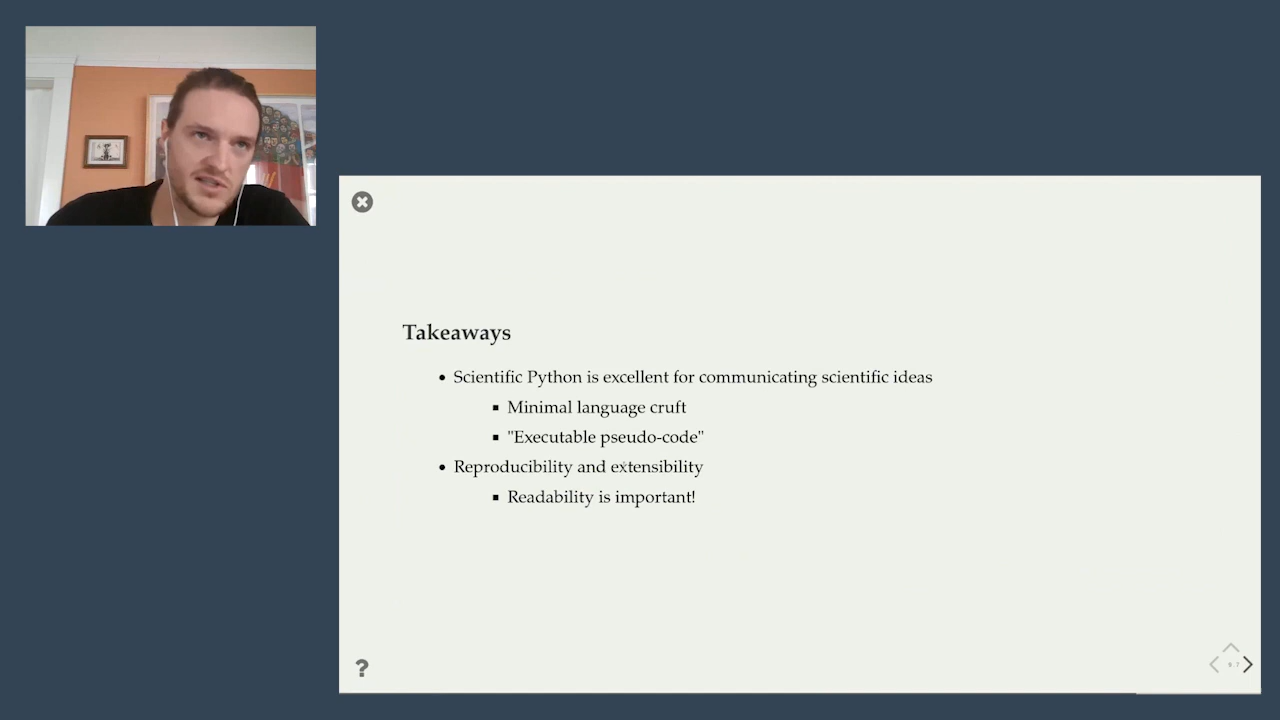 Takeaways
• Scientific Python is excellent for communicating scientific ideas
▪ Minimal language cruft
▪ "Executable pseudo-code"
• Reproducibility and extensibility
▪ Readability is important!
?